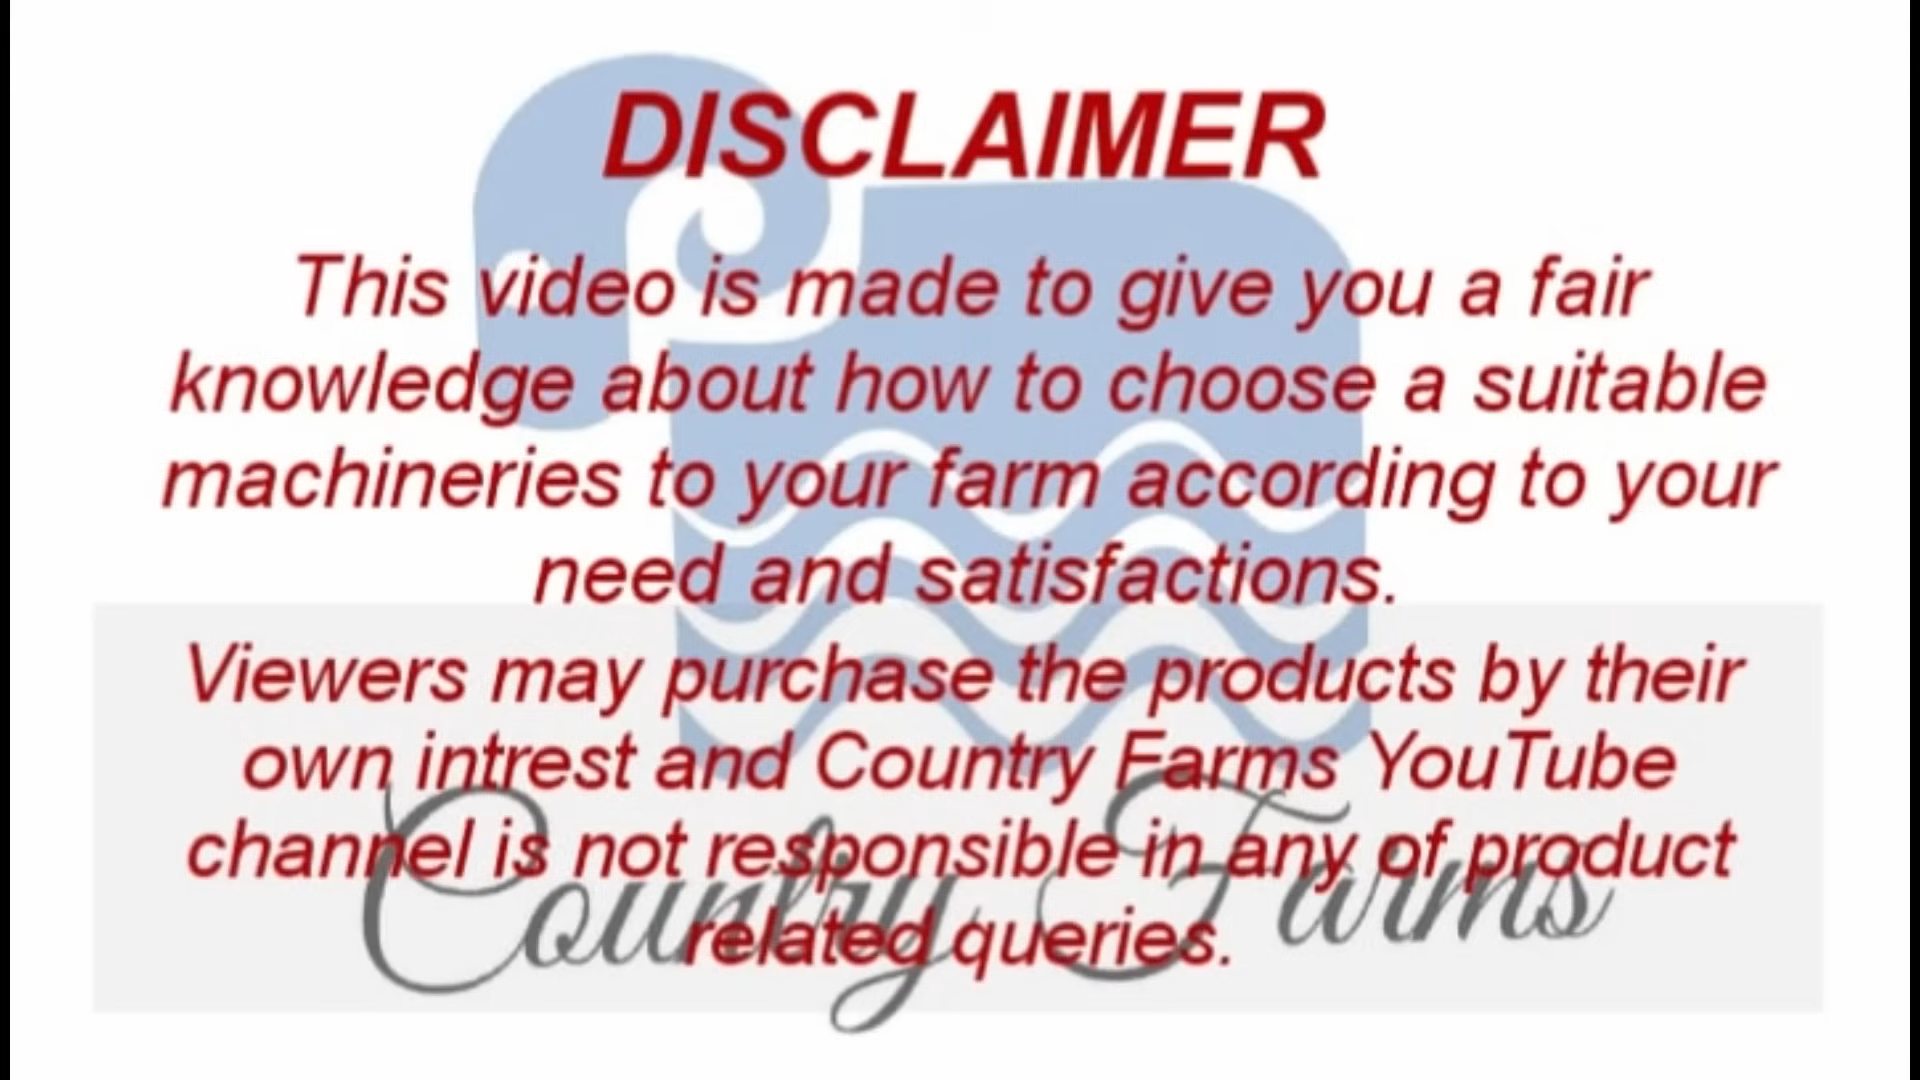 DISCLAIMER
This video is made to give you a fair
knowledge about how to choose a suitable
machineries to your farm according to your
need and satisfactions.
Viewers may purchase the products by their
own intrest and Country Farms YouTube
channel is not responsible in any of product
related queries.
Country Farms